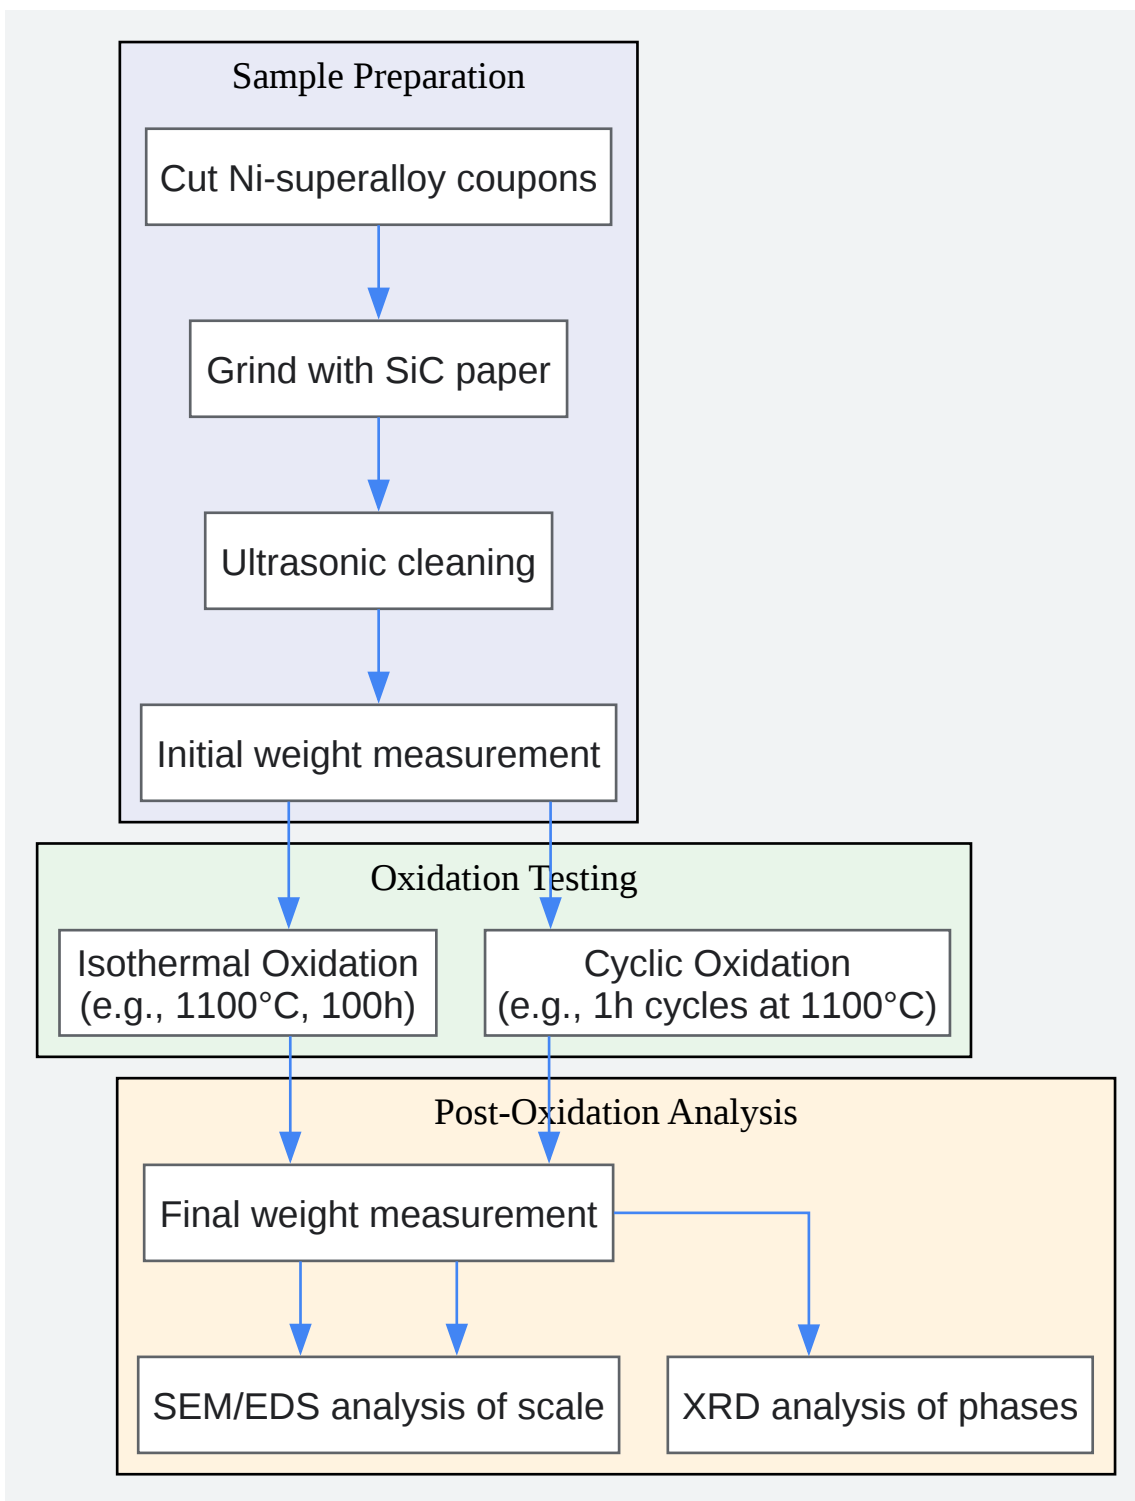 Sample Preparation
Cut Ni-superalloy coupons
Grind with SiC paper
Ultrasonic cleaning
Initial weight measurement
Oxidation Testing
Isothermal Oxidation
(e.g., 1100°C, 100h)
Cyclic Oxidation
(e.g., 1h cycles at 1100°C)
Post-Oxidation Analysis
Final weight measurement
SEM/EDS analysis of scale
XRD analysis of phases